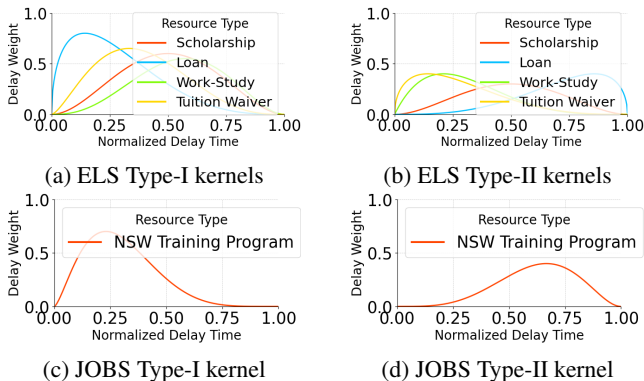 1.0
0.5
0.0
0.00
0.25
0.50
0.75
1.00
Delay Weight
Normalized Delay Time
Resource Type
Scholarship
Loan
Work-Study
Tuition Waiver
(a) ELS Type-I kernels
1.0
0.5
0.0
0.00
0.25
0.50
0.75
1.00
Delay Weight
Normalized Delay Time
Resource Type
Scholarship
Loan
Work-Study
Tuition Waiver
(b) ELS Type-II kernels
1.0
0.5
0.0
0.00
0.25
0.50
0.75
1.00
Delay Weight
Normalized Delay Time
Resource Type
NSW Training Program
(c) JOBS Type-I kernel
1.0
0.5
0.0
0.00
0.25
0.50
0.75
1.00
Delay Weight
Normalized Delay Time
Resource Type
NSW Training Program
(d) JOBS Type-II kernel